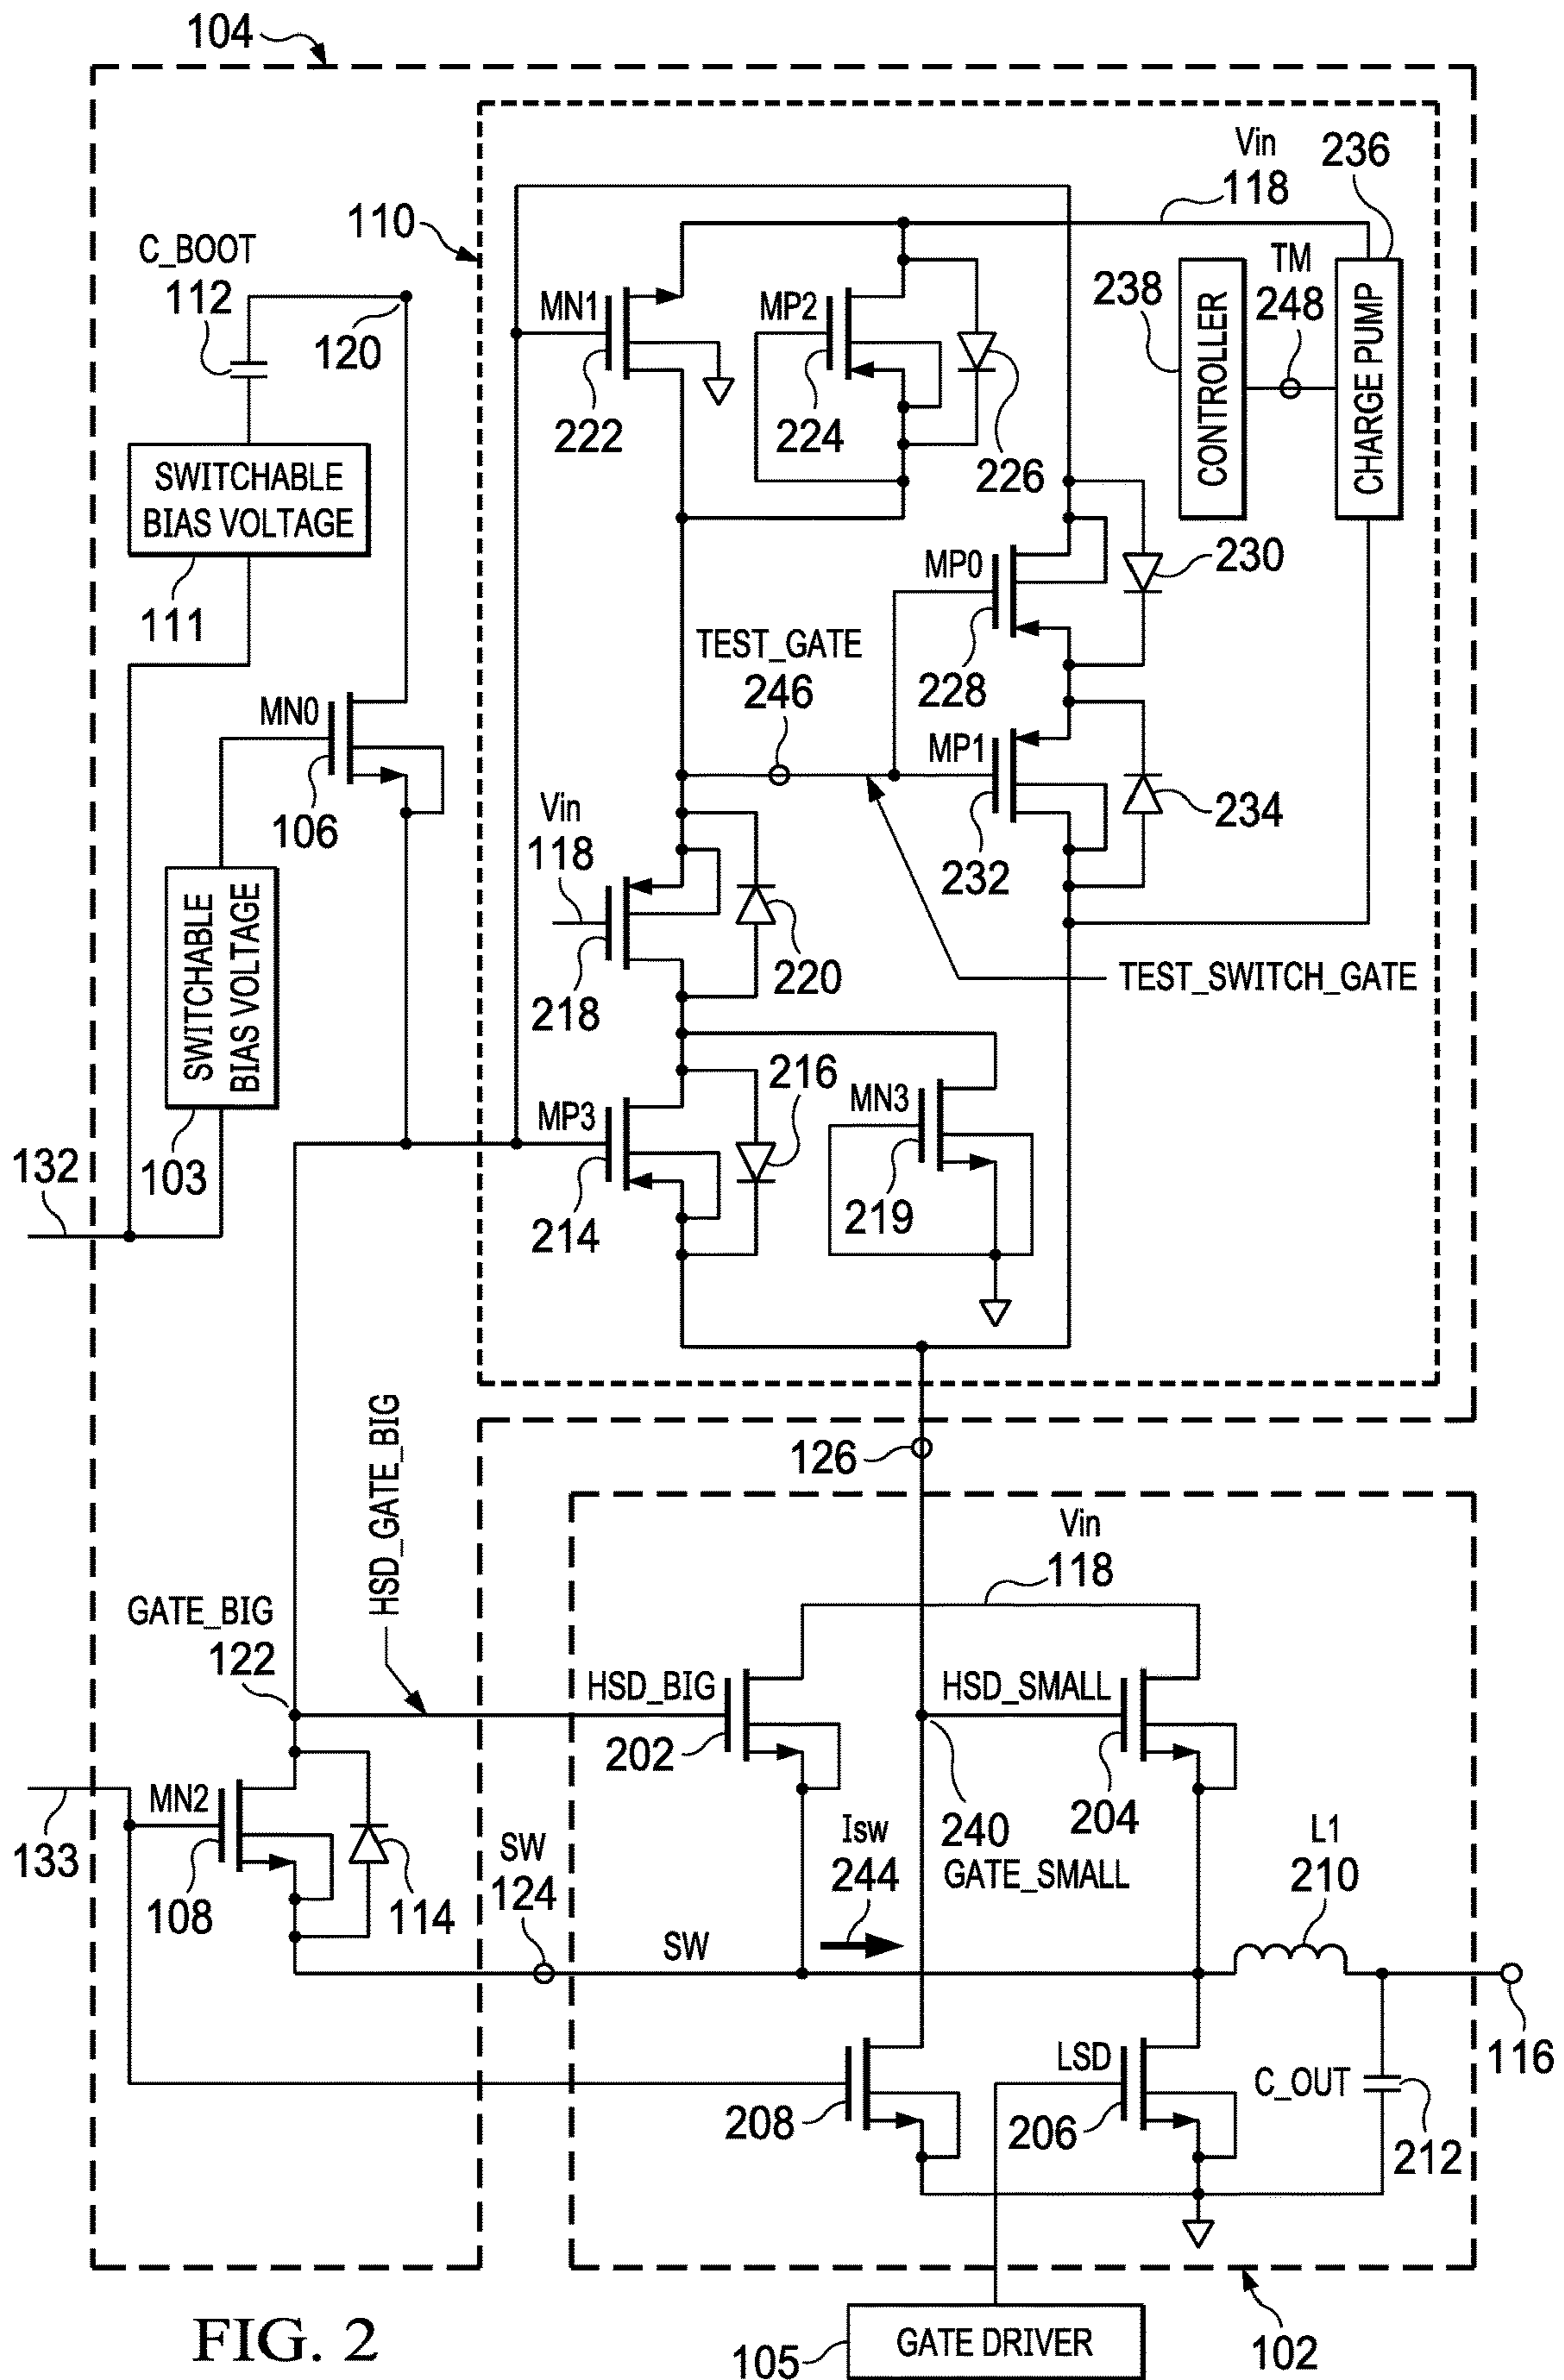 104
Vin
118
236
110
C_BOOT
112
120
MN1
222
MP2
224
226
238
CONTROLLER
TM
248
CHARGE PUMP
SWITCHABLE
BIAS VOLTAGE
111
MP0
228
230
TEST_GATE
246
MN0
106
MP1
232
234
Vin
118
218
220
TEST_SWITCH_GATE
SWITCHABLE
BIAS VOLTAGE
103
132
MP3
214
216
MN3
219
126
HSD_GATE_BIG
Vin
118
GATE_BIG
122
HSD_BIG
202
HSD_SMALL
204
133
MN2
108
114
SW
124
SW
Isw
244
240
GATE_SMALL
L1
210
116
208
LSD
206
C_OUT
212
FIG. 2
105
GATE DRIVER
102